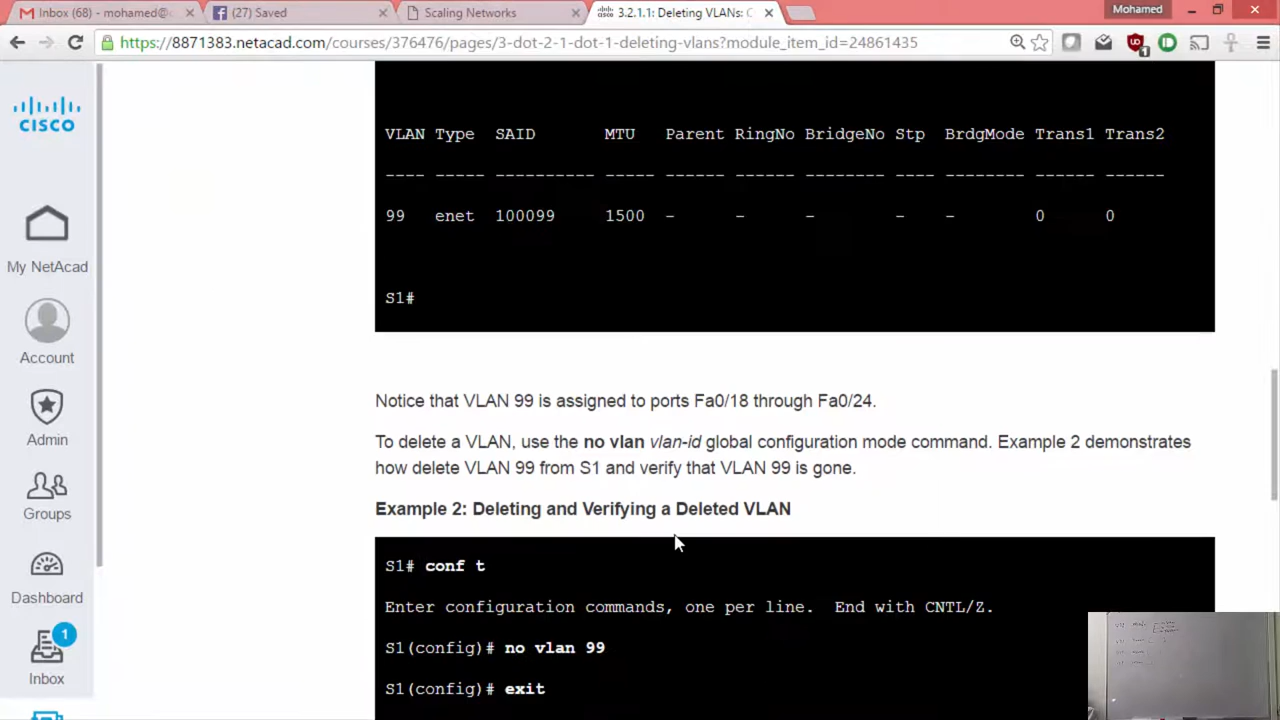 Inbox (68) - mohamed@c
(27) Saved
Scaling Networks
3.2.1.1: Deleting VLANs: C
Mohamed
https://8871383.netacad.com/courses/376476/pages/3-dot-2-1-dot-1-deleting-vlans?module_item_id=24861435
1
CISCO
My NetAcad
Account
Admin
Groups
Dashboard
1
Inbox
VLAN Type SAID MTU Parent RingNo BridgeNo Stp BrdgMode Trans1 Trans2
---- ----- ---------- ----- ------ ------ -------- ---- -------- ------ ------
99 enet 100099 1500 - - - - - 0 0
S1#
Notice that VLAN 99 is assigned to ports Fa0/18 through Fa0/24.
To delete a VLAN, use the no vlan vlan-id global configuration mode command. Example 2 demonstrates
how delete VLAN 99 from S1 and verify that VLAN 99 is gone.
Example 2: Deleting and Verifying a Deleted VLAN
S1# conf t
Enter configuration commands, one per line. End with CNTL/Z.
S1(config)# no vlan 99
S1(config)# exit